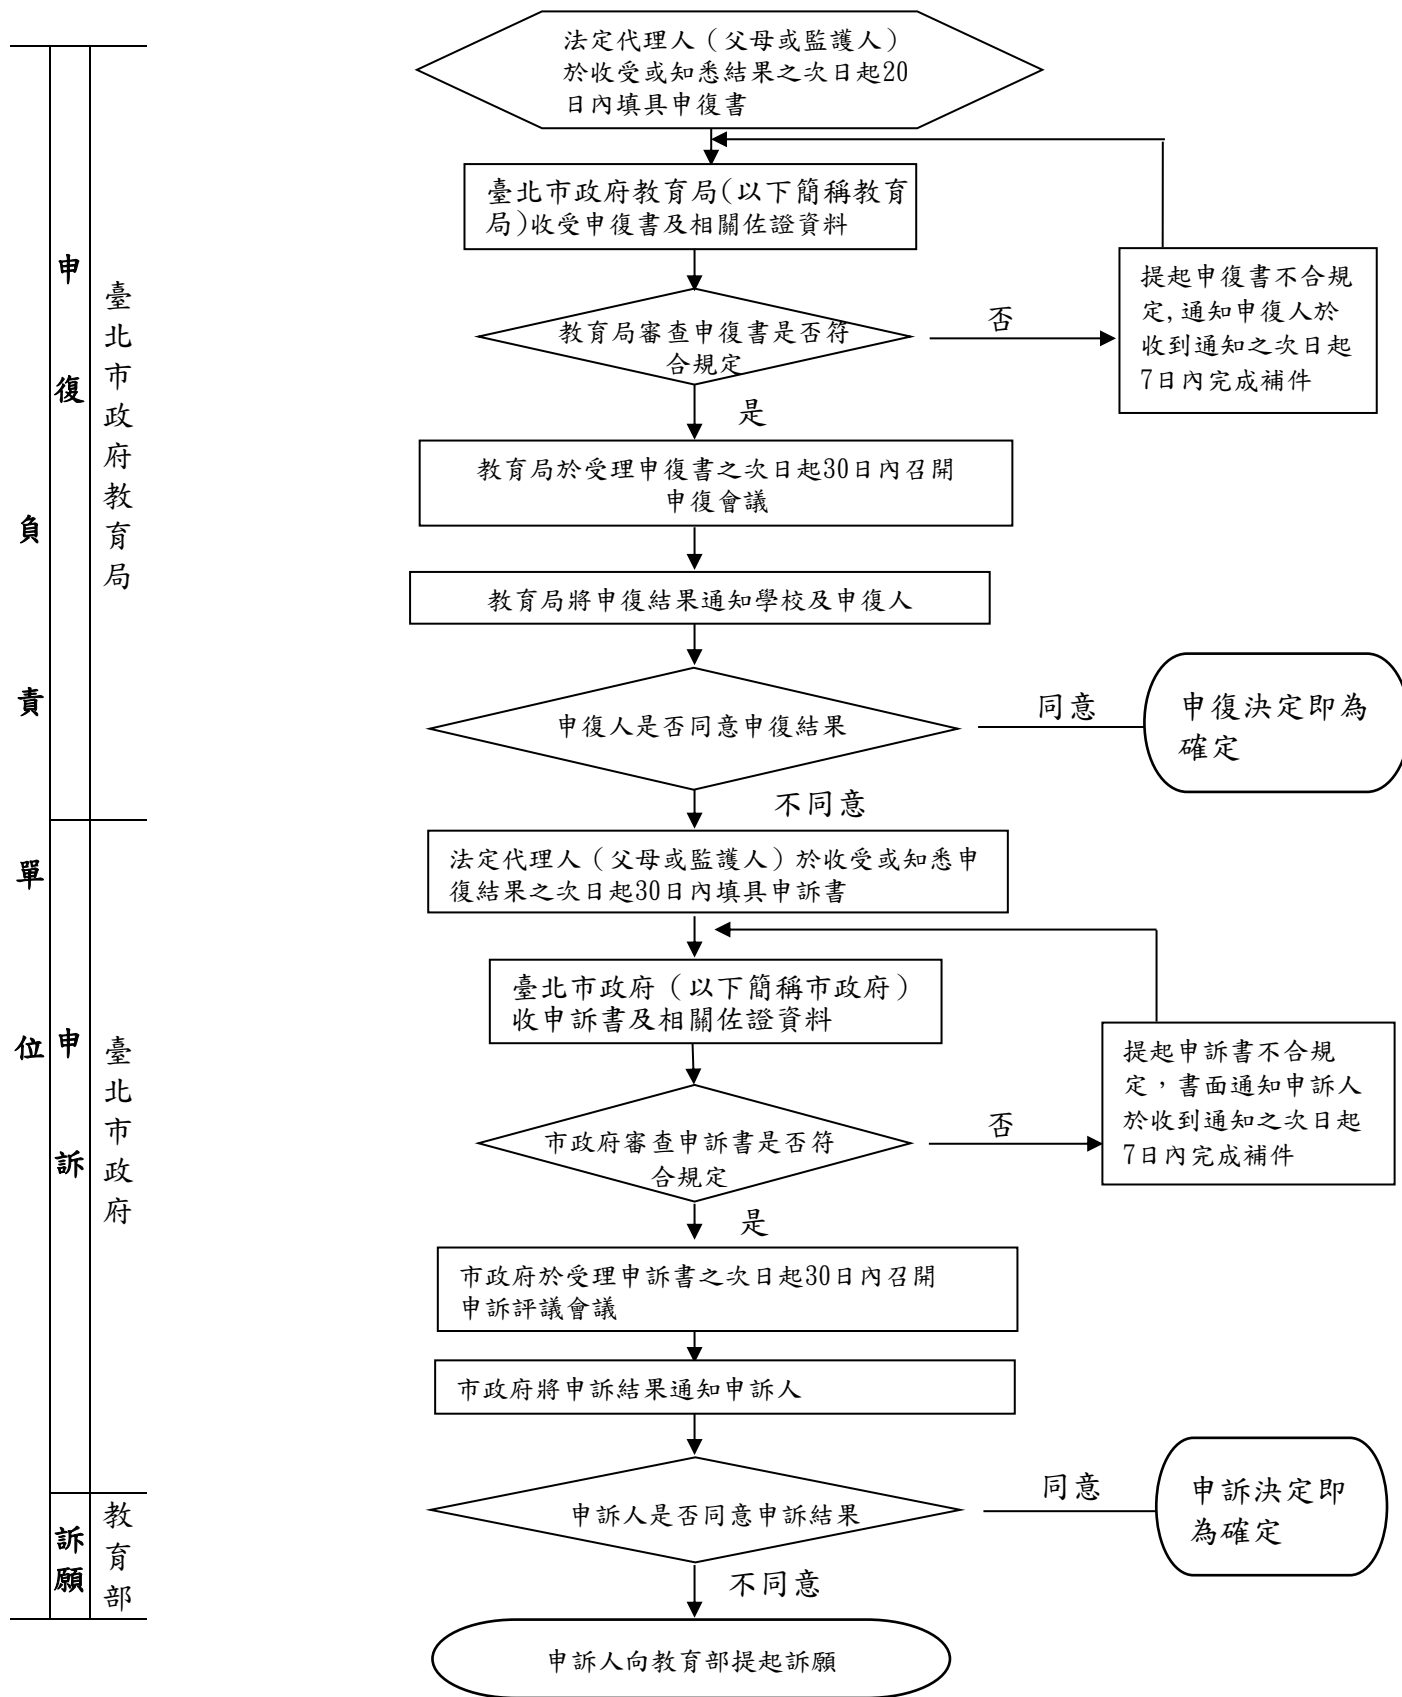 法定代理人（父母或監護人）
於收受或知悉結果之次日起20
日內填具申復書
臺北市政府教育局(以下簡稱教育
局)收受申復書及相關佐證資料
教育局審查申復書是否符
合規定
否
提起申復書不合規
定,通知申復人於
收到通知之次日起
7日內完成補件
是
教育局於受理申復書之次日起30日內召開
申復會議
教育局將申復結果通知學校及申復人
申復人是否同意申復結果
同意
申復決定即為
確定
不同意
法定代理人（父母或監護人）於收受或知悉申
復結果之次日起30日內填具申訴書
臺北市政府（以下簡稱市政府）
收申訴書及相關佐證資料
市政府審查申訴書是否符
合規定
否
提起申訴書不合規
定，書面通知申訴人
於收到通知之次日起
7日內完成補件
是
市政府於受理申訴書之次日起30日內召開
申訴評議會議
市政府將申訴結果通知申訴人
申訴人是否同意申訴結果
同意
申訴決定即
為確定
不同意
申訴人向教育部提起訴願
負責單位
申復
臺北市政府教育局
申訴
臺北市政府
訴願
教育部